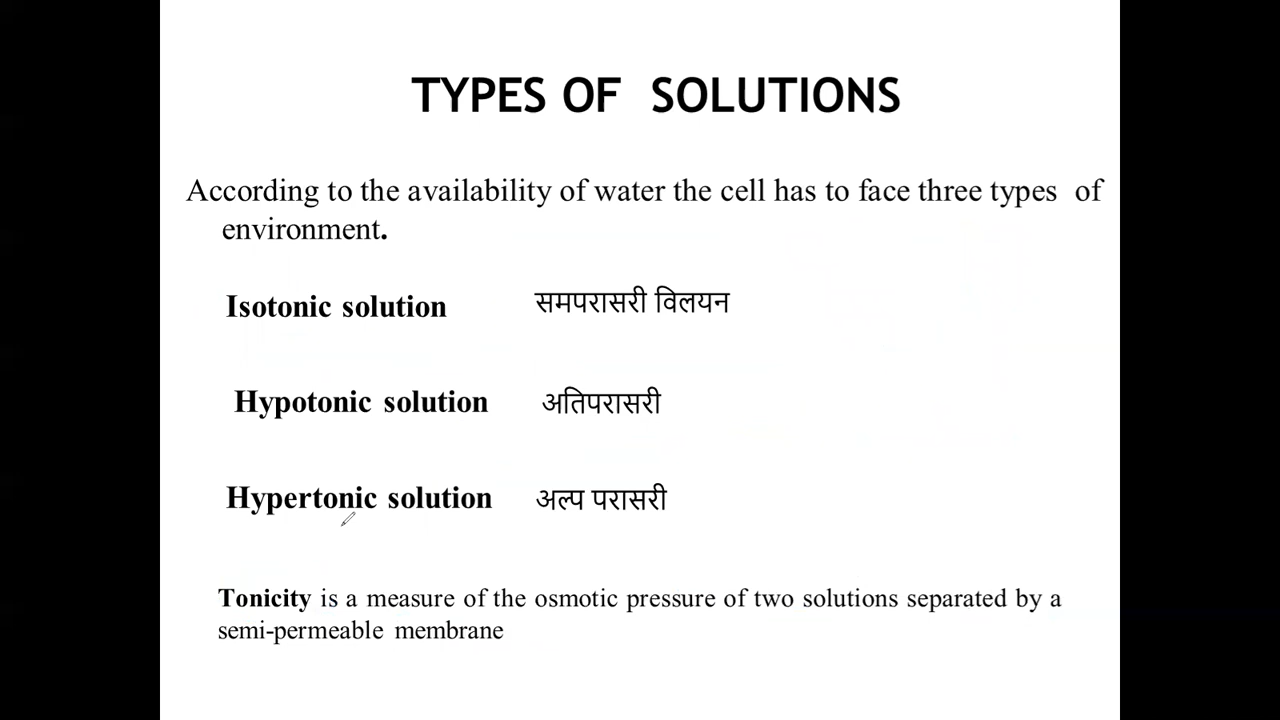 TYPES OF SOLUTIONS
According to the availability of water the cell has to face three types of
environment.
Isotonic solution समपरासरी विलयन
Hypotonic solution अतिपरासरी
Hypertonic solution अल्प परासरी
Tonicity is a measure of the osmotic pressure of two solutions separated by a
semi-permeable membrane